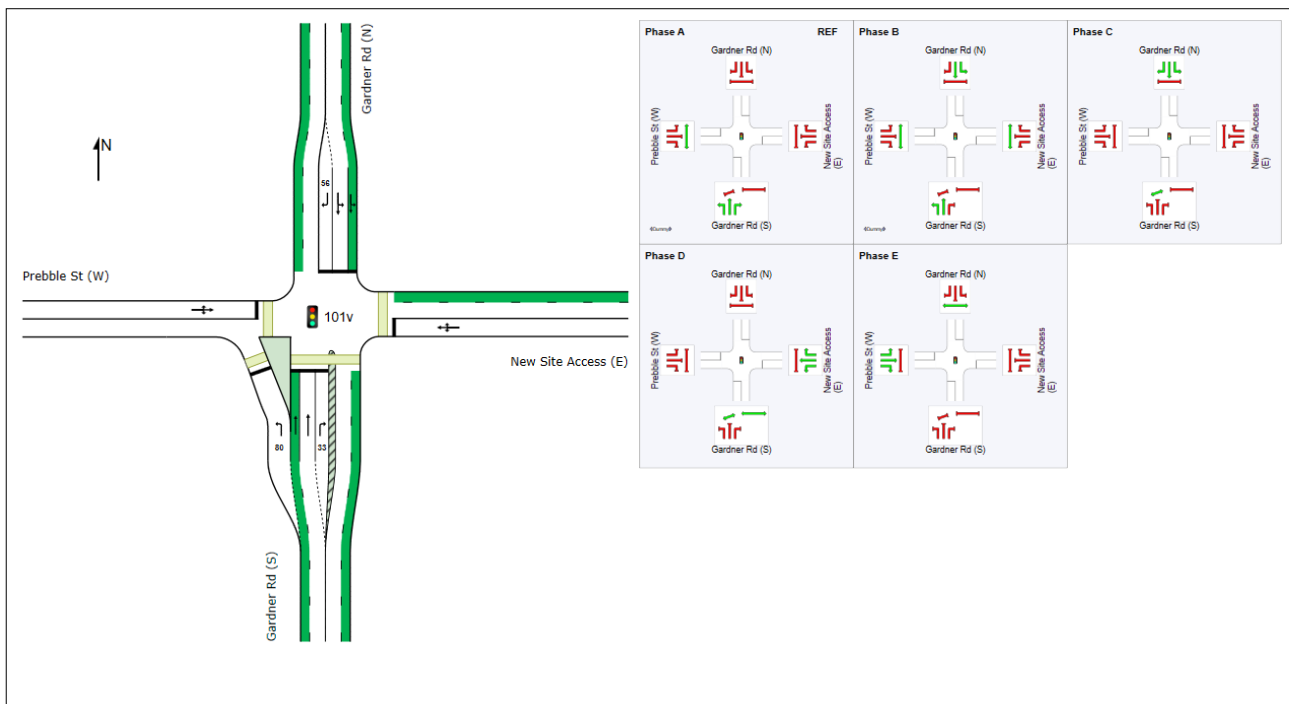 Gardner Rd (N)
N
56
Prebble St (W)
101v
New Site Access (E)
80
33
Gardner Rd (S)
Phase A
REF
Gardner Rd (N)
Prebble St (W)
New Site Access
(E)
Gardner Rd (S)
Phase B
Gardner Rd (N)
Prebble St (W)
New Site Access
(E)
Gardner Rd (S)
Phase C
Gardner Rd (N)
Prebble St (W)
New Site Access
(E)
Gardner Rd (S)
Phase D
Gardner Rd (N)
Prebble St (W)
New Site Access
(E)
Gardner Rd (S)
Phase E
Gardner Rd (N)
Prebble St (W)
New Site Access
(E)
Gardner Rd (S)